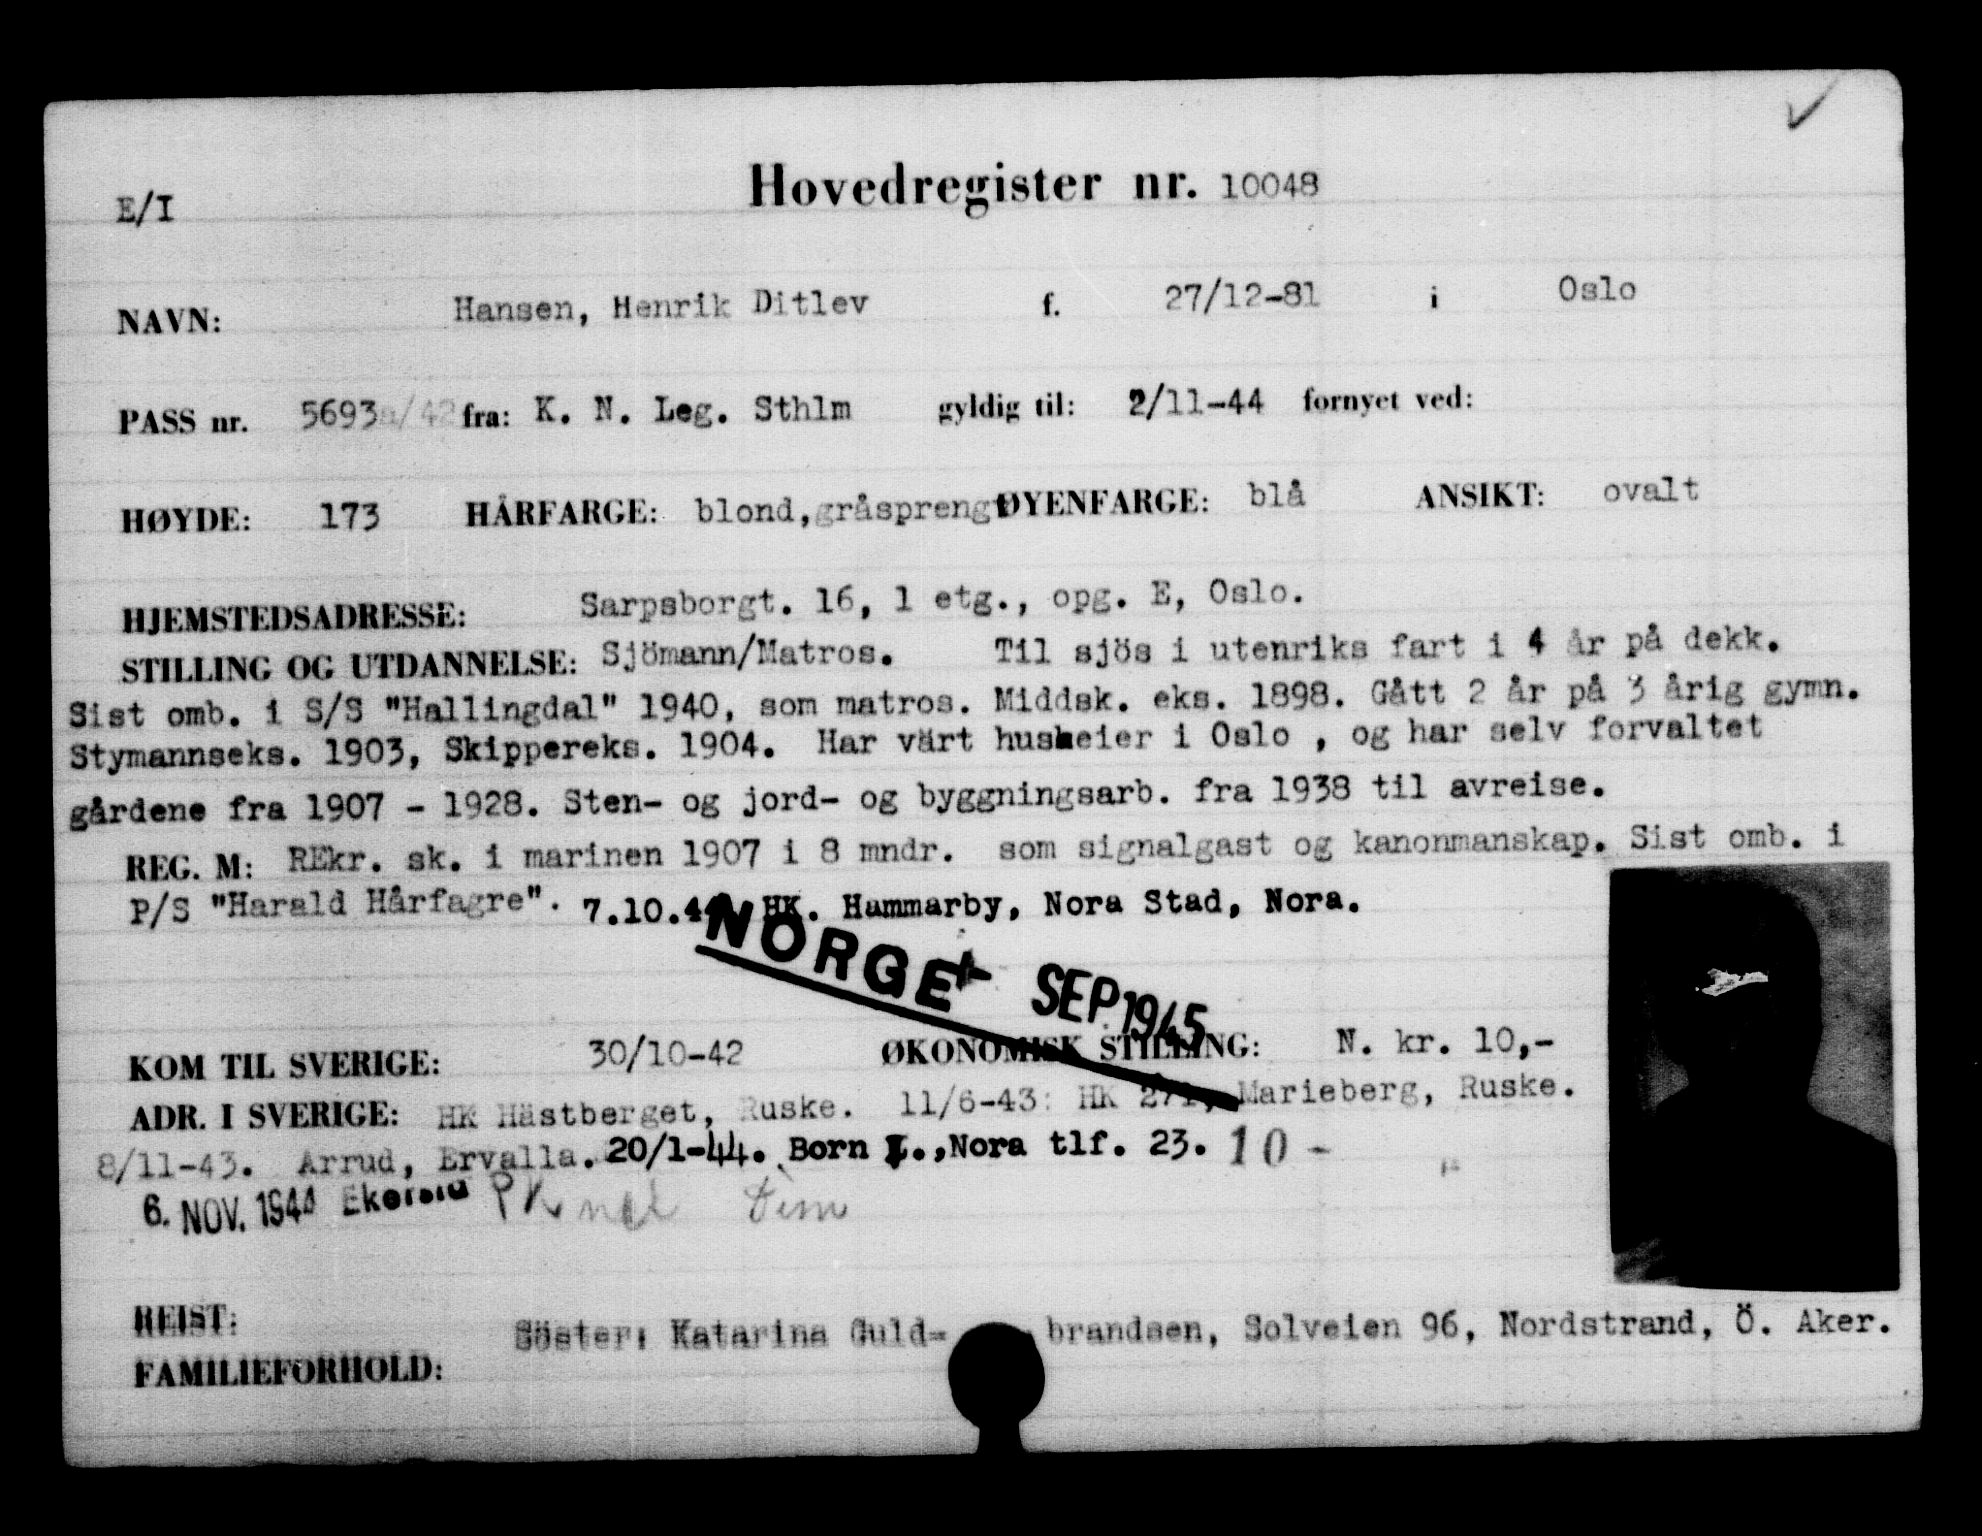 E/I
Hovedregister nr. 10048
NAVN: Hansen, Henrik Ditlev f. 27/12-81 i Oslo
PASS nr. 5693a/42 fra: K. N. Leg. Sthlm gyldig til: 2/11-44 fornyet ved:
HØYDE: 173 HÅRFARGE: blond,gråsprengt ØYENFARGE: blå ANSIKT: ovalt
HJEMSTEDSADRESSE: Sarpsborgt. 16, 1 etg., opg. E, Oslo.
STILLING OG UTDANNELSE: Sjömann/Matros. Til sjös i utenriks fart i 4 år på dekk.
Sist omb. i S/S "Hallingdal" 1940, som matros. Middsk. eks. 1898. Gått 2 år på 3 årig gymn.
Stymannseks. 1903, Skippereks. 1904. Har värt huseier i Oslo , og har selv forvaltet
gårdene fra 1907 - 1928. Sten- og jord- og byggningsarb. fra 1938 til avreise.
REG. M: REkr. sk. i marinen 1907 i 8 mndr. som signalgast og kanonmanskap. Sist omb. i
P/S "Harald Hårfagre". 7.10.44. HK. Hammarby, Nora Stad, Nora.
NORGE SEP 1945
KOM TIL SVERIGE: 30/10-42 ØKONOMISK STILLING: N. kr. 10,-
ADR. I SVERIGE: HK Hästberget, Ruske. 11/6-43: HK 271, Marieberg, Ruske.
8/11-43. Arrud, Ervalla. 20/1-44. Born L.,Nora tlf. 23. 10 -
6. NOV. 1944
REIST:
Söster: Katarina Guld- brandsen, Solveien 96, Nordstrand, Ö. Aker.
FAMILIEFORHOLD: